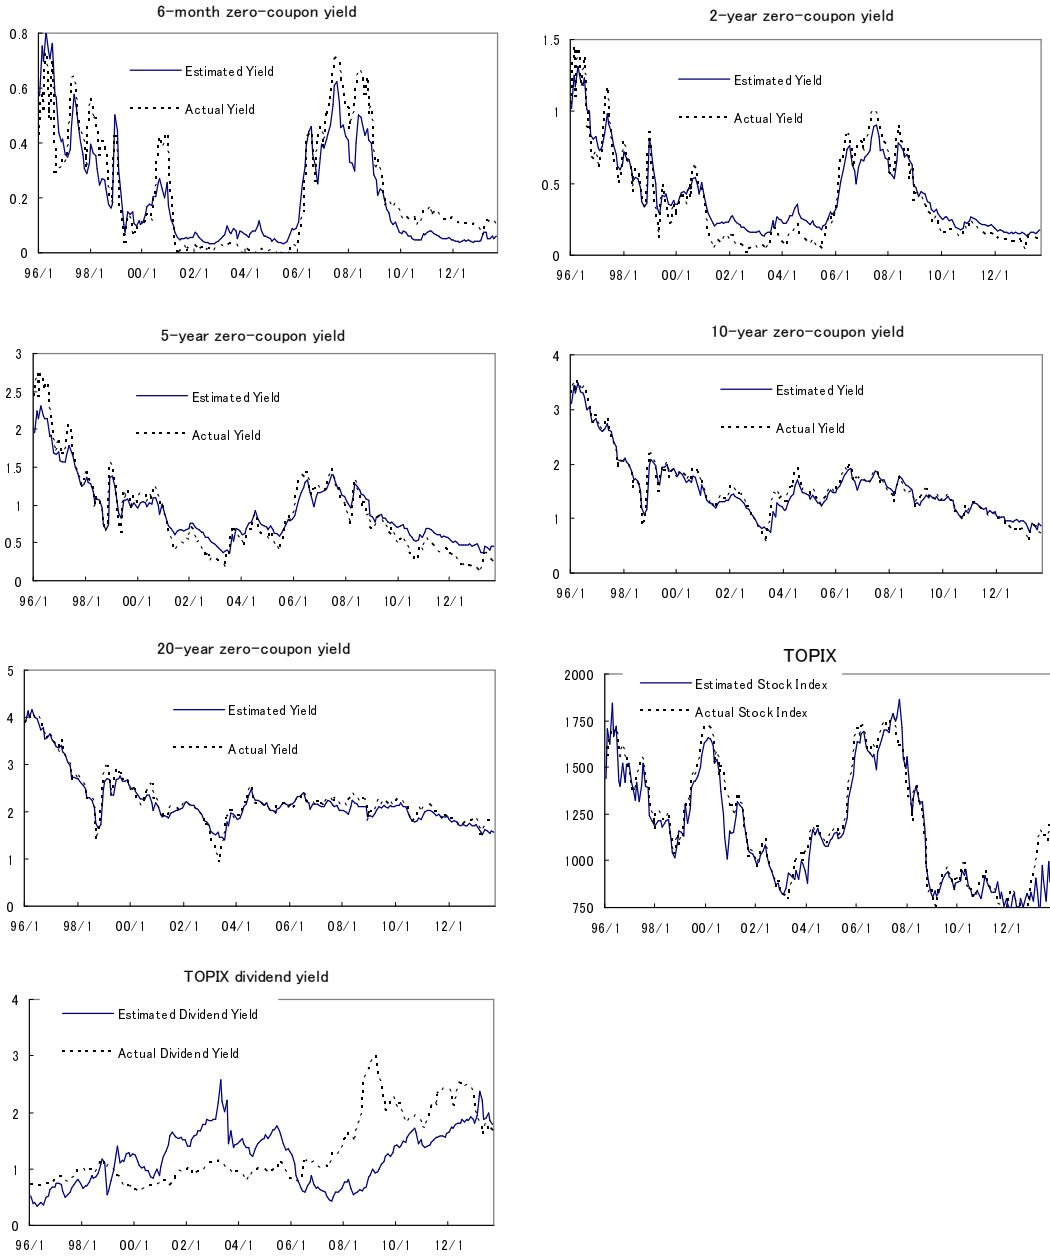 6-month zero-coupon yield
0.8
0.6
0.4
0.2
0
Estimated Yield
Actual Yield
96/1 98/1 00/1 02/1 04/1 06/1 08/1 10/1 12/1
2-year zero-coupon yield
1.5
1
0.5
0
Estimated Yield
Actual Yield
96/1 98/1 00/1 02/1 04/1 06/1 08/1 10/1 12/1
5-year zero-coupon yield
3
2.5
2
1.5
1
0.5
0
Estimated Yield
Actual Yield
96/1 98/1 00/1 02/1 04/1 06/1 08/1 10/1 12/1
10-year zero-coupon yield
4
3
2
1
0
Estimated Yield
Actual Yield
96/1 98/1 00/1 02/1 04/1 06/1 08/1 10/1 12/1
20-year zero-coupon yield
5
4
3
2
1
0
Estimated Yield
Actual Yield
96/1 98/1 00/1 02/1 04/1 06/1 08/1 10/1 12/1
TOPIX
2000
1750
1500
1250
1000
750
Estimated Stock Index
Actual Stock Index
96/1 98/1 00/1 02/1 04/1 06/1 08/1 10/1 12/1
TOPIX dividend yield
4
3
2
1
0
Estimated Dividend Yield
Actual Dividend Yield
96/1 98/1 00/1 02/1 04/1 06/1 08/1 10/1 12/1